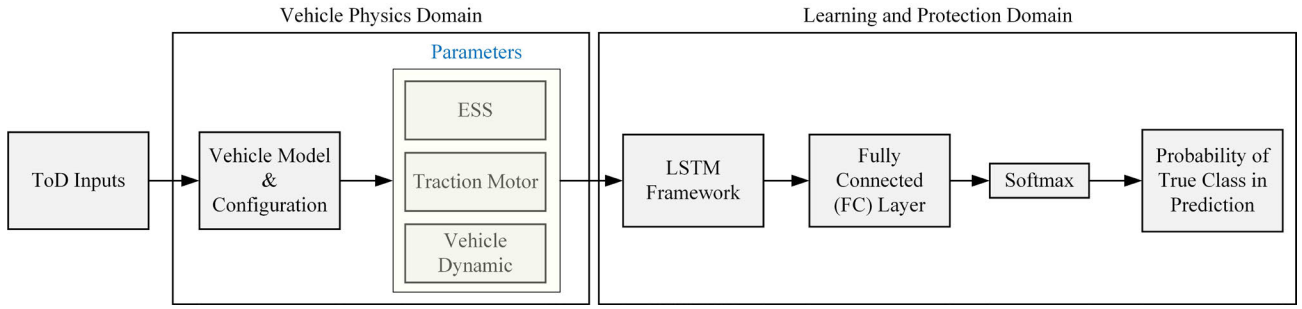 Vehicle Physics Domain
Learning and Protection Domain
Parameters
ToD Inputs
Vehicle Model
&
Configuration
ESS
Traction Motor
Vehicle
Dynamic
LSTM
Framework
Fully
Connected
(FC) Layer
Softmax
Probability of
True Class in
Prediction